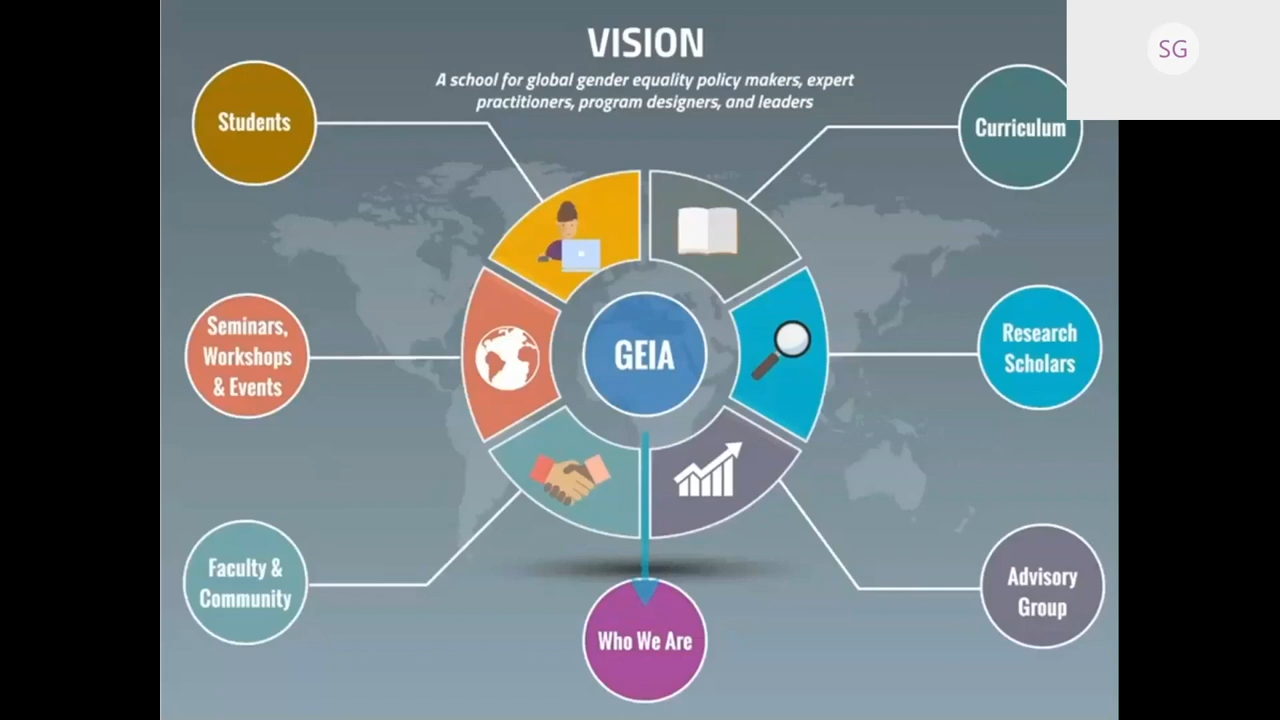 VISION
A school for global gender equality policy makers, expert
practitioners, program designers, and leaders
SG
Students
Curriculum
Seminars,
Workshops
& Events
GEIA
Research
Scholars
Faculty &
Community
Who We Are
Advisory
Group